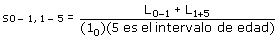 S0 – 1, 1 – 5 = L0–1 + L1+5
(10)(5 es el intervalo de edad)